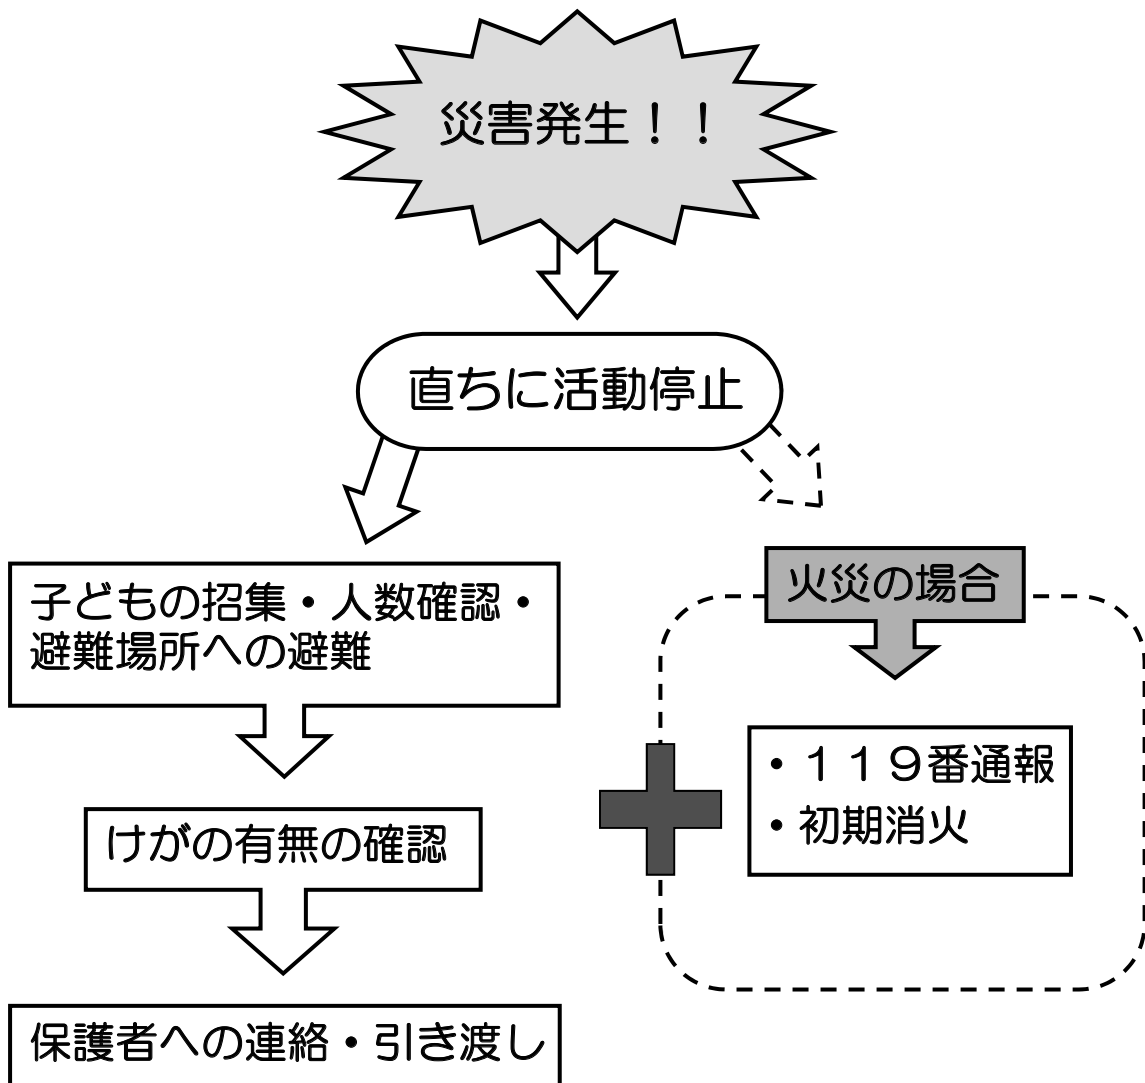 災害発生！！
直ちに活動停止
子どもの招集・人数確認・
避難場所への避難
けがの有無の確認
保護者への連絡・引き渡し
火災の場合
・１１９番通報
・初期消火